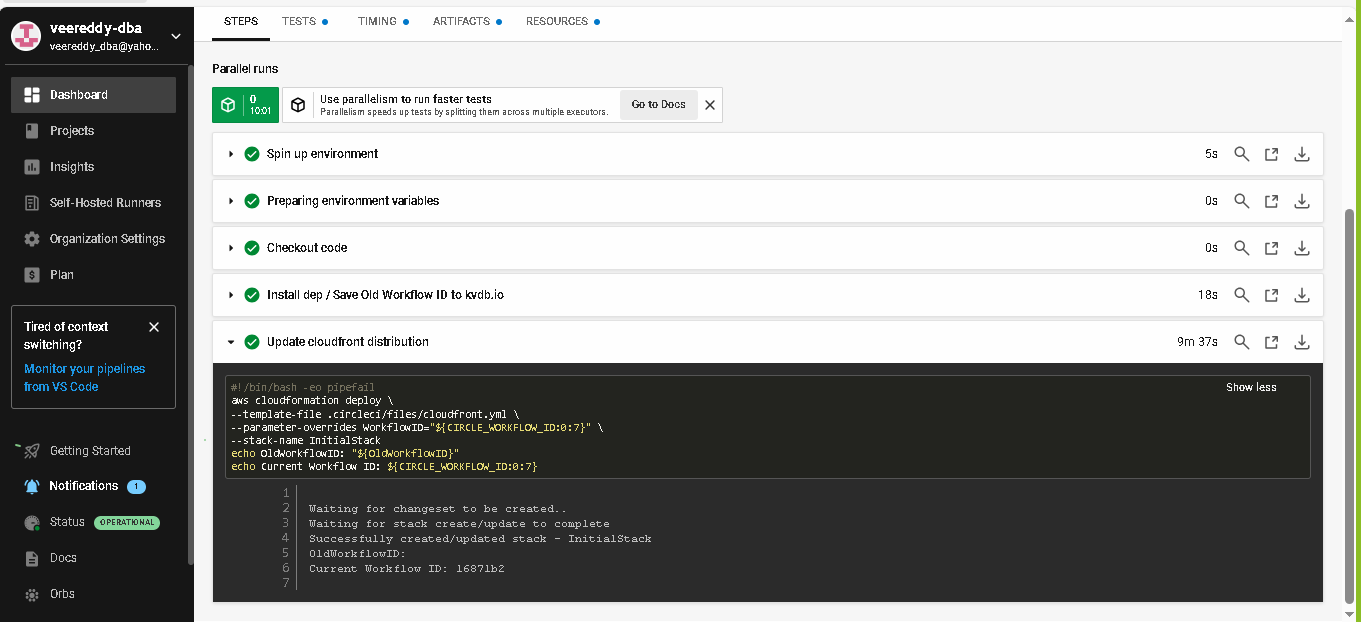 veereddy-dba
veereddy_dba@yaho...
Dashboard
Projects
Insights
Self-Hosted Runners
Organization Settings
Plan
Tired of context
switching?
Monitor your pipelines
from VS Code
Getting Started
Notifications 1
Status OPERATIONAL
Docs
Orbs
STEPS TESTS TIMING ARTIFACTS RESOURCES
Parallel runs
0
10:01
Use parallelism to run faster tests
Parallelism speeds up tests by splitting them across multiple executors.
Go to Docs
Spin up environment 5s
Preparing environment variables 0s
Checkout code 0s
Install dep / Save Old Workflow ID to kvdb.io 18s
Update cloudfront distribution 9m 37s
#!/bin/bash -eo pipefail
Show less
aws cloudformation deploy \
--template-file .circleci/files/cloudfront.yml \
--parameter-overrides WorkflowID="${CIRCLE_WORKFLOW_ID:0:7}" \
--stack-name InitialStack
echo OldWorkflowID: "${OldWorkflowID}"
echo Current Workflow ID: ${CIRCLE_WORKFLOW_ID:0:7}
1
2 Waiting for changeset to be created..
3 Waiting for stack create/update to complete
4 Successfully created/updated stack - InitialStack
5 OldWorkflowID:
6 Current Workflow ID: 16871b2
7